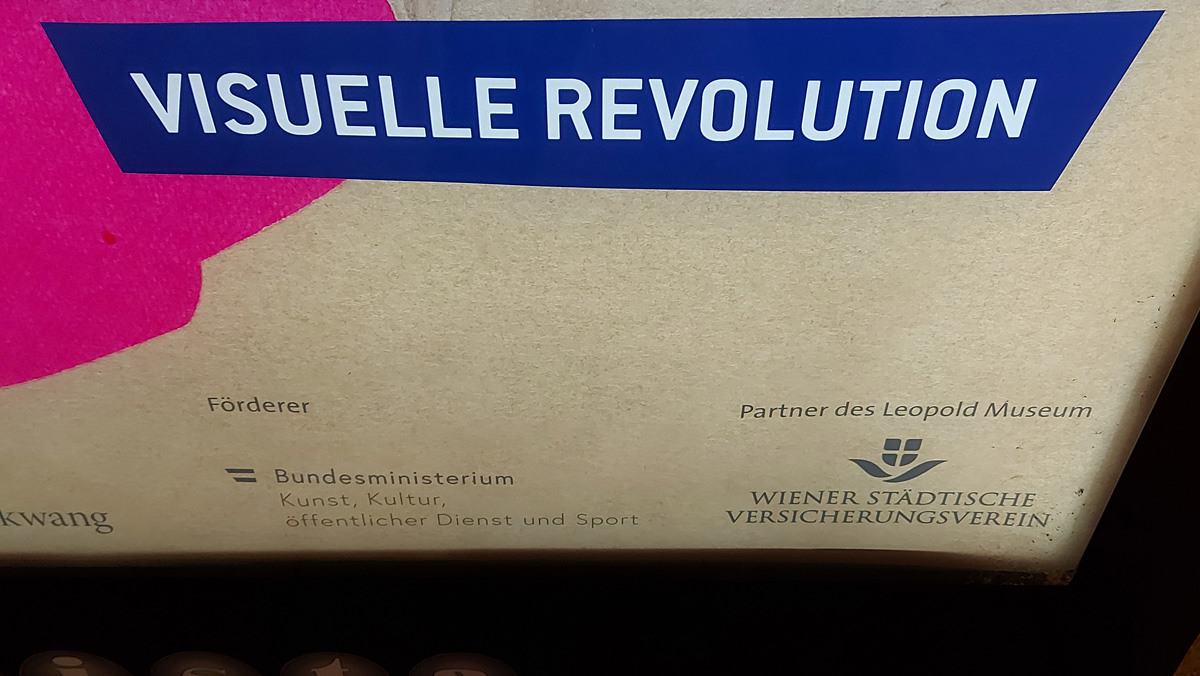 VISUELLE REVOLUTION
Förderer
Partner des Leopold Museum
Bundesministerium
Kunst, Kultur,
öffentlicher Dienst und Sport
kwang
WIENER STÄDTISCHE
VERSICHERUNGSVEREIN